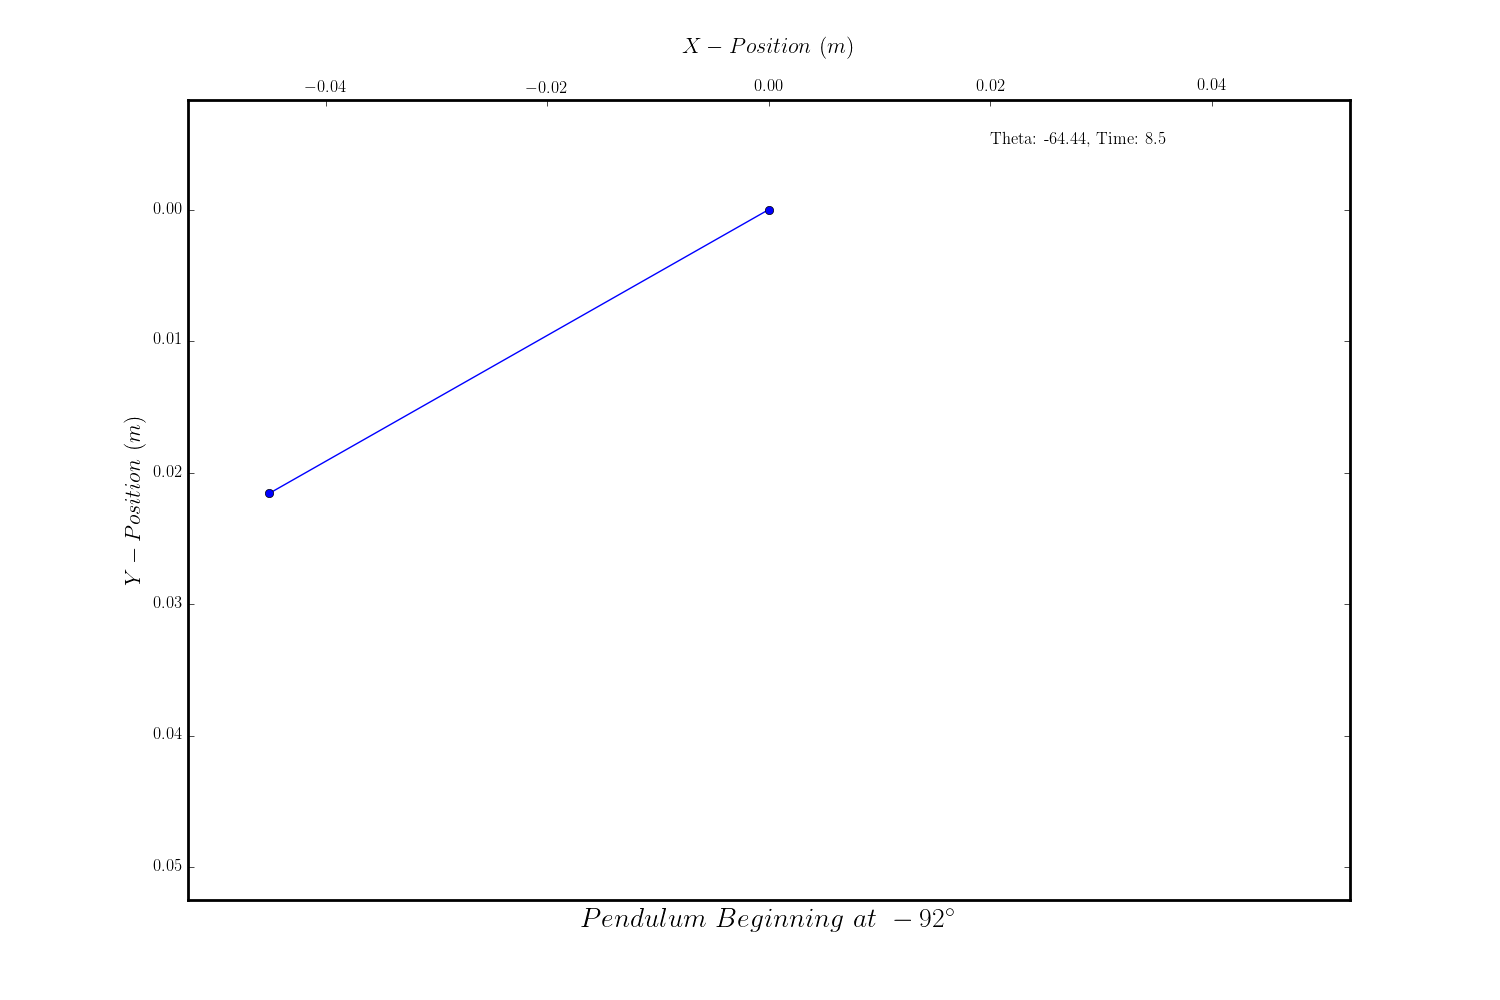 X − Position (m)
−0.04 −0.02 0.00 0.02 0.04
Theta: -64.44, Time: 8.5
0.00
0.01
Y − Position (m)
0.02
0.03
0.04
0.05
Pendulum Beginning at − 92°